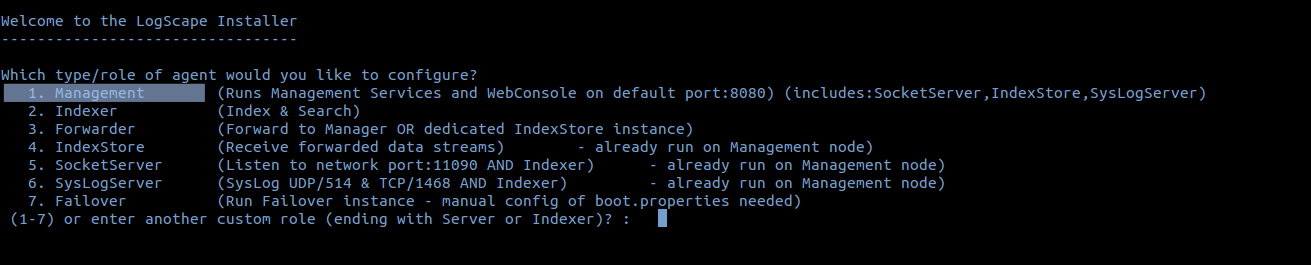 Welcome to the LogScape Installer
---------------------------------
Which type/role of agent would you like to configure?
1. Management (Runs Management Services and WebConsole on default port:8080) (includes:SocketServer,IndexStore,SysLogServer)
2. Indexer (Index & Search)
3. Forwarder (Forward to Manager OR dedicated IndexStore instance)
4. IndexStore (Receive forwarded data streams) - already run on Management node)
5. SocketServer (Listen to network port:11090 AND Indexer) - already run on Management node)
6. SysLogServer (SysLog UDP/514 & TCP/1468 AND Indexer) - already run on Management node)
7. Failover (Run Failover instance - manual config of boot.properties needed)
(1-7) or enter another custom role (ending with Server or Indexer)? :